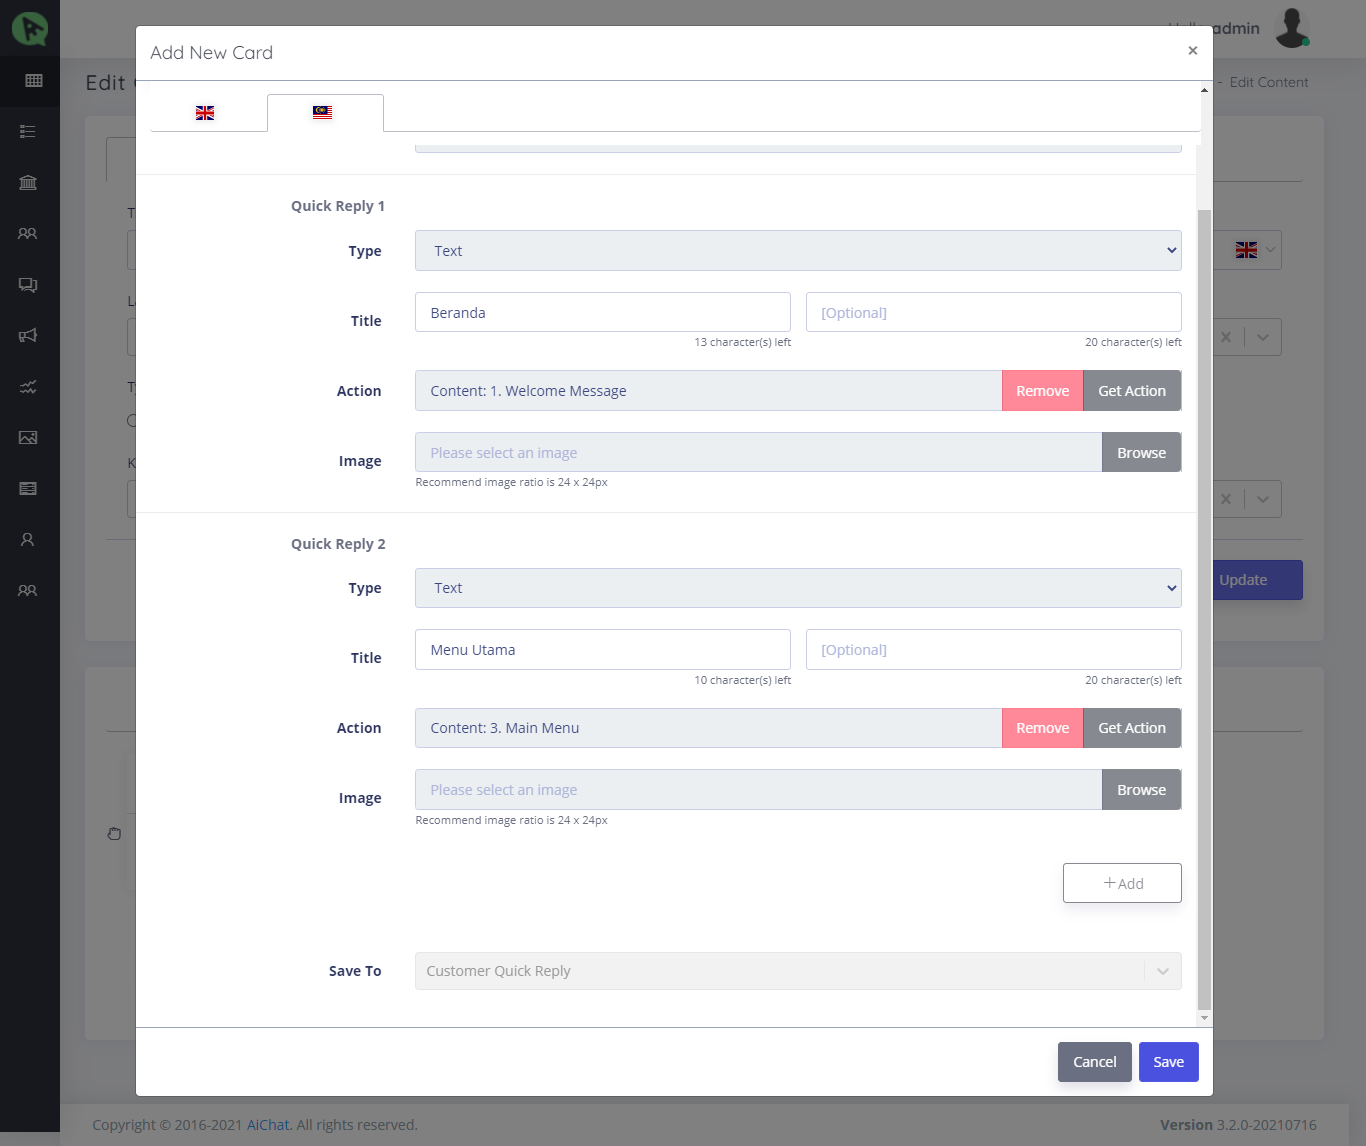 Add New Card
×
admin
Edit
- Edit Content
Quick Reply 1
Type
Text
Title
Beranda
[Optional]
13 character(s) left
20 character(s) left
Action
Content: 1. Welcome Message
Remove
Get Action
Image
Please select an image
Browse
Recommend image ratio is 24 x 24px
Quick Reply 2
Type
Text
Update
Title
Menu Utama
[Optional]
10 character(s) left
20 character(s) left
Action
Content: 3. Main Menu
Remove
Get Action
Image
Please select an image
Browse
Recommend image ratio is 24 x 24px
+Add
Save To
Customer Quick Reply
Cancel
Save
Copyright © 2016-2021 AiChat. All rights reserved.
Version 3.2.0-20210716